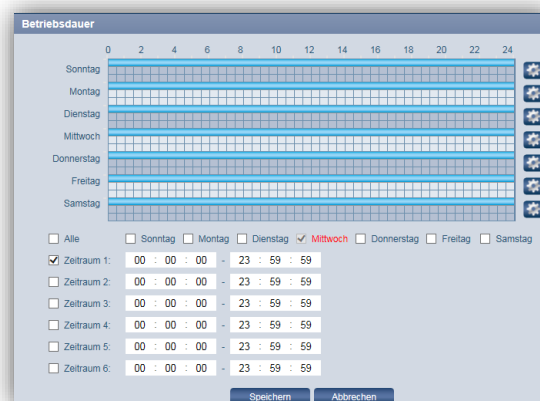 Betriebsdauer
0 2 4 6 8 10 12 14 16 18 20 22 24
Sonntag
Montag
Dienstag
Mittwoch
Donnerstag
Freitag
Samstag
Alle Sonntag Montag Dienstag Mittwoch Donnerstag Freitag Samstag
Zeitraum 1: 00 : 00 : 00 - 23 : 59 : 59
Zeitraum 2: 00 : 00 : 00 - 23 : 59 : 59
Zeitraum 3: 00 : 00 : 00 - 23 : 59 : 59
Zeitraum 4: 00 : 00 : 00 - 23 : 59 : 59
Zeitraum 5: 00 : 00 : 00 - 23 : 59 : 59
Zeitraum 6: 00 : 00 : 00 - 23 : 59 : 59
Speichern Abbrechen